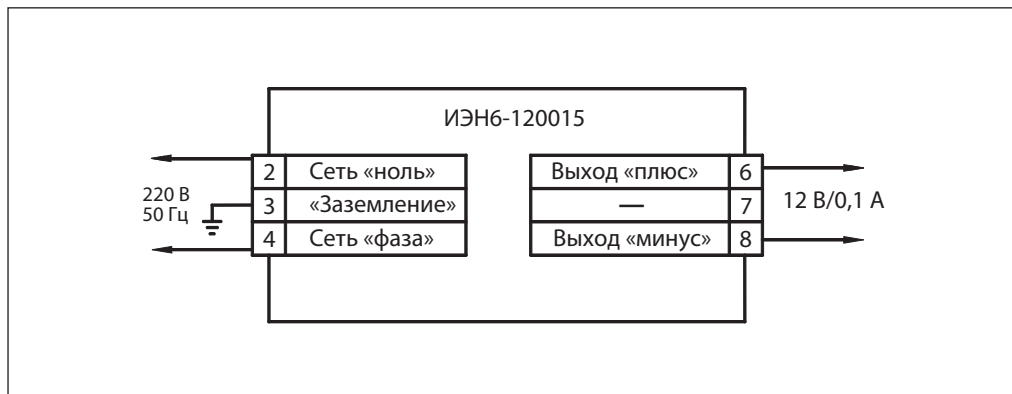 ИЭН6-120015
220 В
50 Гц
2 Сеть «ноль»
3 «Заземление»
4 Сеть «фаза»
Выход «плюс» 6
— 7
Выход «минус» 8
12 В/0,1 А